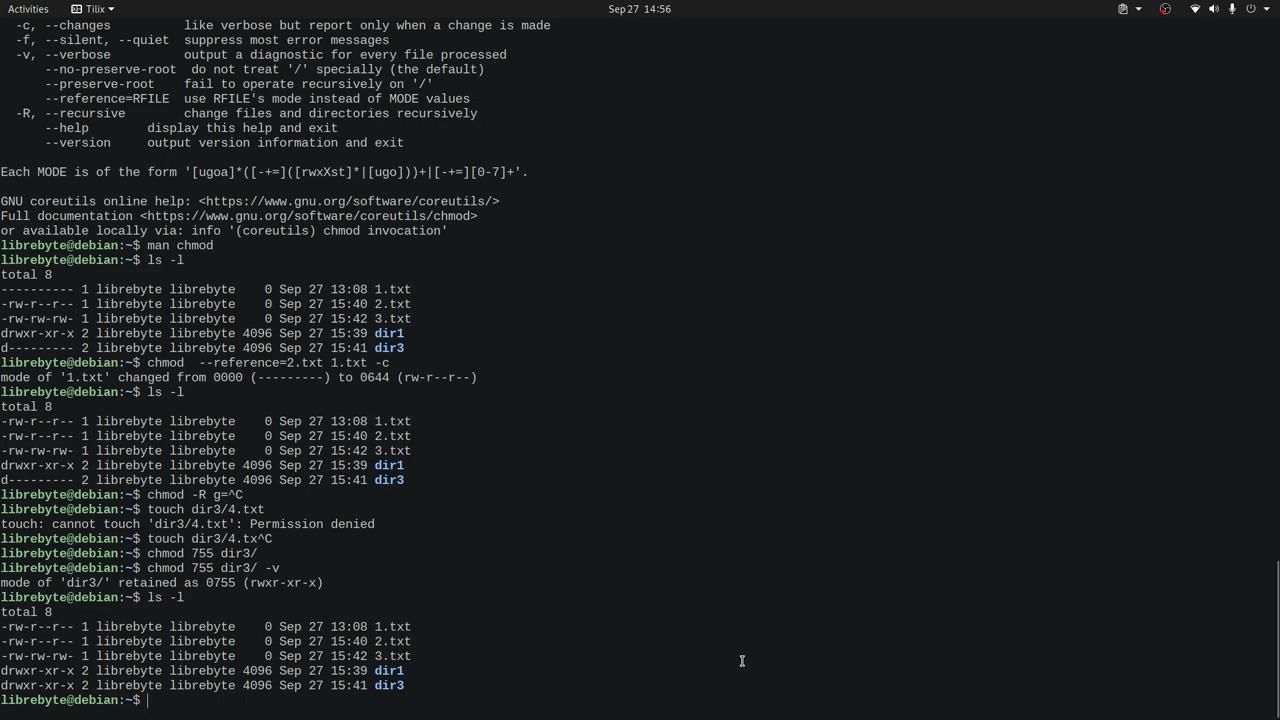 Activities Tilix Sep 27 14:56
-c, --changes like verbose but report only when a change is made
-f, --silent, --quiet suppress most error messages
-v, --verbose output a diagnostic for every file processed
--no-preserve-root do not treat '/' specially (the default)
--preserve-root fail to operate recursively on '/'
--reference=RFILE use RFILE's mode instead of MODE values
-R, --recursive change files and directories recursively
--help display this help and exit
--version output version information and exit
Each MODE is of the form '[ugoa]*([-+=]([rwxXst]*|[ugo]))+|[-+=][0-7]+'.
GNU coreutils online help: <https://www.gnu.org/software/coreutils/>
Full documentation <https://www.gnu.org/software/coreutils/chmod>
or available locally via: info '(coreutils) chmod invocation'
librebyte@debian:~$ man chmod
librebyte@debian:~$ ls -l
total 8
---------- 1 librebyte librebyte 0 Sep 27 13:08 1.txt
-rw-r--r-- 1 librebyte librebyte 0 Sep 27 15:40 2.txt
-rw-rw-rw- 1 librebyte librebyte 0 Sep 27 15:42 3.txt
drwxr-xr-x 2 librebyte librebyte 4096 Sep 27 15:39 dir1
d--------- 2 librebyte librebyte 4096 Sep 27 15:41 dir3
librebyte@debian:~$ chmod  --reference=2.txt 1.txt -c
mode of '1.txt' changed from 0000 (---------) to 0644 (rw-r--r--)
librebyte@debian:~$ ls -l
total 8
-rw-r--r-- 1 librebyte librebyte 0 Sep 27 13:08 1.txt
-rw-r--r-- 1 librebyte librebyte 0 Sep 27 15:40 2.txt
-rw-rw-rw- 1 librebyte librebyte 0 Sep 27 15:42 3.txt
drwxr-xr-x 2 librebyte librebyte 4096 Sep 27 15:39 dir1
d--------- 2 librebyte librebyte 4096 Sep 27 15:41 dir3
librebyte@debian:~$ chmod -R g=^C
librebyte@debian:~$ touch dir3/4.txt
touch: cannot touch 'dir3/4.txt': Permission denied
librebyte@debian:~$ touch dir3/4.tx^C
librebyte@debian:~$ chmod 755 dir3/
librebyte@debian:~$ chmod 755 dir3/ -v
mode of 'dir3/' retained as 0755 (rwxr-xr-x)
librebyte@debian:~$ ls -l
total 8
-rw-r--r-- 1 librebyte librebyte 0 Sep 27 13:08 1.txt
-rw-r--r-- 1 librebyte librebyte 0 Sep 27 15:40 2.txt
-rw-rw-rw- 1 librebyte librebyte 0 Sep 27 15:42 3.txt
drwxr-xr-x 2 librebyte librebyte 4096 Sep 27 15:39 dir1
drwxr-xr-x 2 librebyte librebyte 4096 Sep 27 15:41 dir3
librebyte@debian:~$